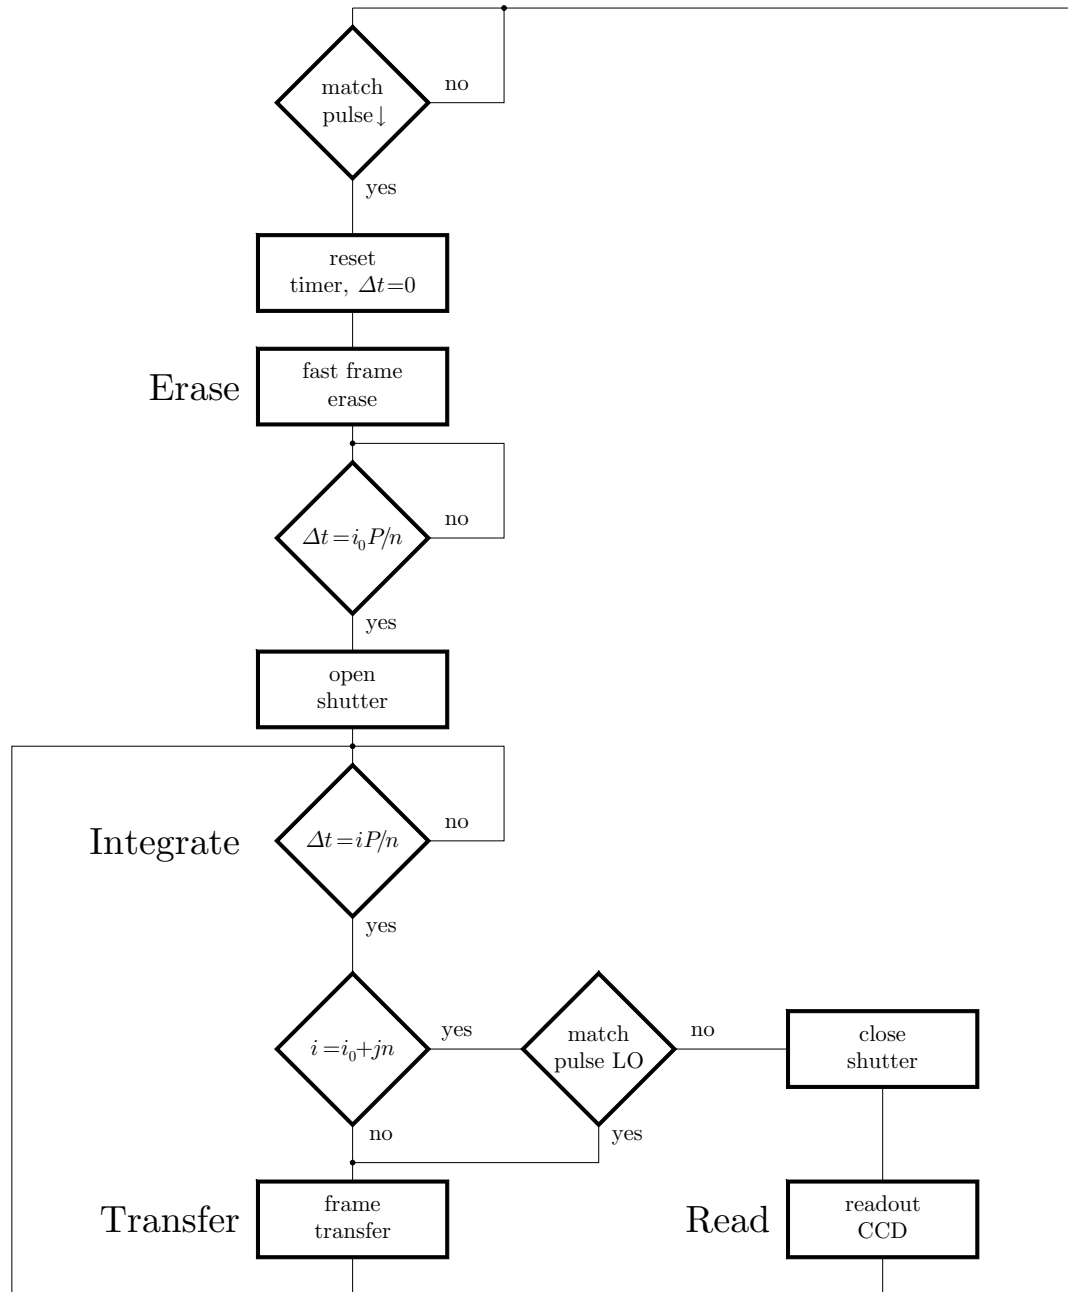 match
pulse↓
no
yes
reset
timer, Δt=0
Erase
fast frame
erase
Δt=i₀P/n
no
yes
open
shutter
Integrate
Δt=iP/n
no
yes
i=i₀+jn
yes
match
pulse LO
no
close
shutter
no
yes
Transfer
frame
transfer
Read
readout
CCD